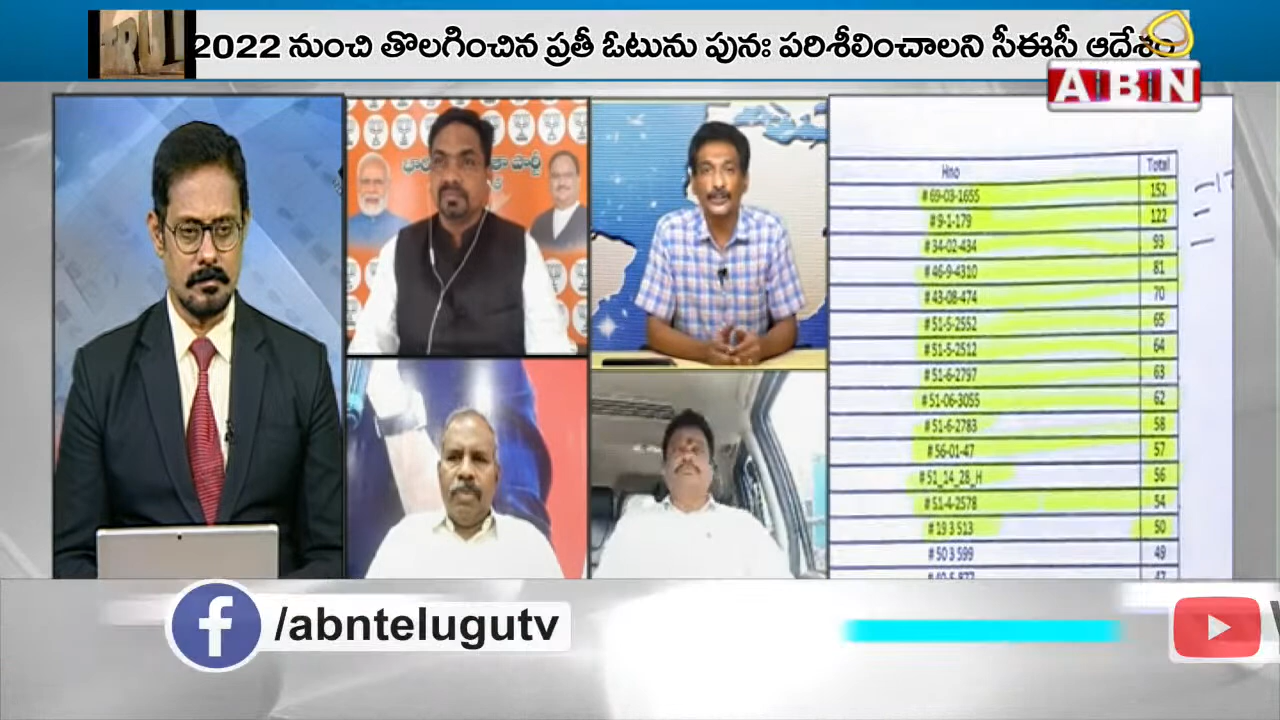 2022 నుంచి తొలగించిన ప్రతీ ఓటును పునః పరిశీలించాలని సీఈసీ ఆదేశం
ABN
Hno Total
# 69-03-1655 152
# 9-1-179 122
# 34-02-434 93
# 46-9-4310 81
# 43-08-474 70
# 51-5-2552 65
# 51-5-2512 64
# 51-6-2797 63
# 51-06-3055 62
# 51-6-2783 58
# 56-01-47 57
# 51_14_28_H 56
# 51-4-2578 54
# 19 3 513 50
# 50 3 599 49
/abntelugutv